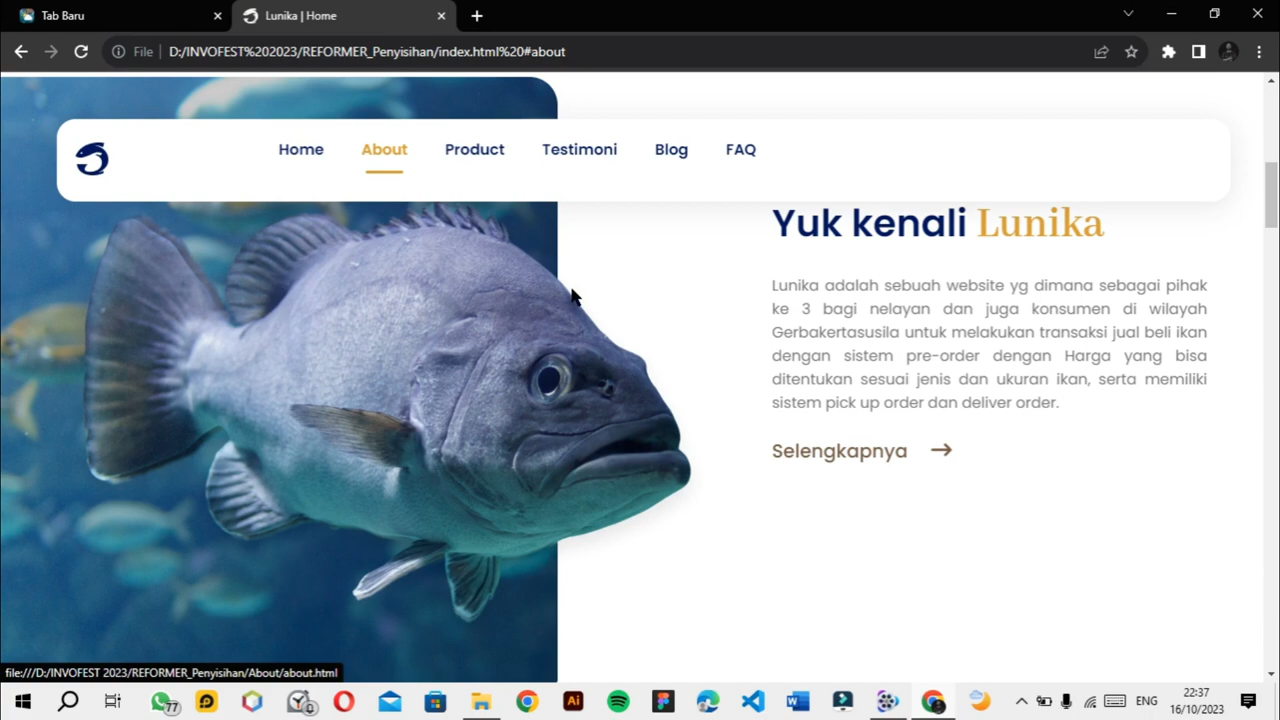 Tab Baru
Lunika | Home
File
D:/INVOFEST%202023/REFORMER_Penyisihan/index.html%20#about
Home About Product Testimoni Blog FAQ
Yuk kenali Lunika
Lunika adalah sebuah website yg dimana sebagai pihak
ke 3 bagi nelayan dan juga konsumen di wilayah
Gerbakertasusila untuk melakukan transaksi jual beli ikan
dengan sistem pre-order dengan Harga yang bisa
ditentukan sesuai jenis dan ukuran ikan, serta memiliki
sistem pick up order dan deliver order.
Selengkapnya
file:///D:/INVOFEST 2023/REFORMER_Penyisihan/About/about.html
77
Ai
ENG
22:37
16/10/2023